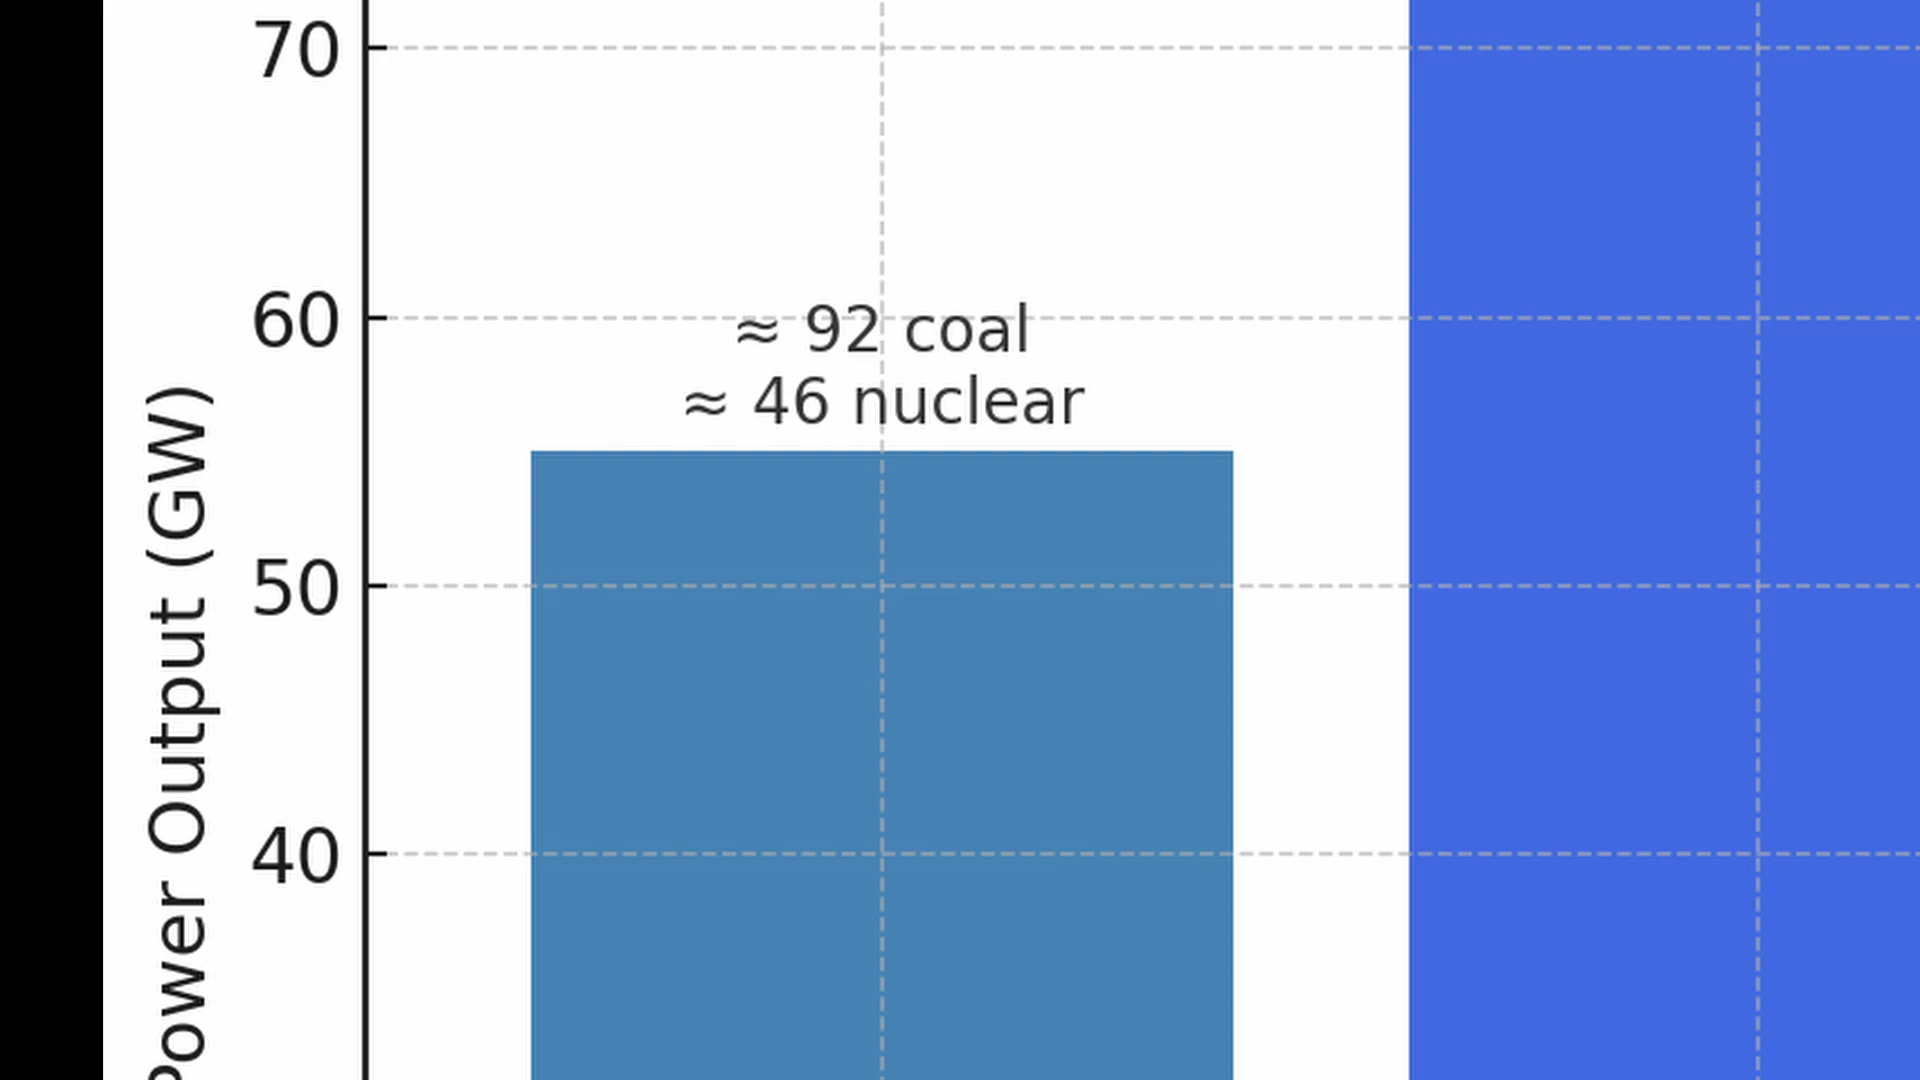 70
60
50
40
Power Output (GW)
≈ 92 coal
≈ 46 nuclear